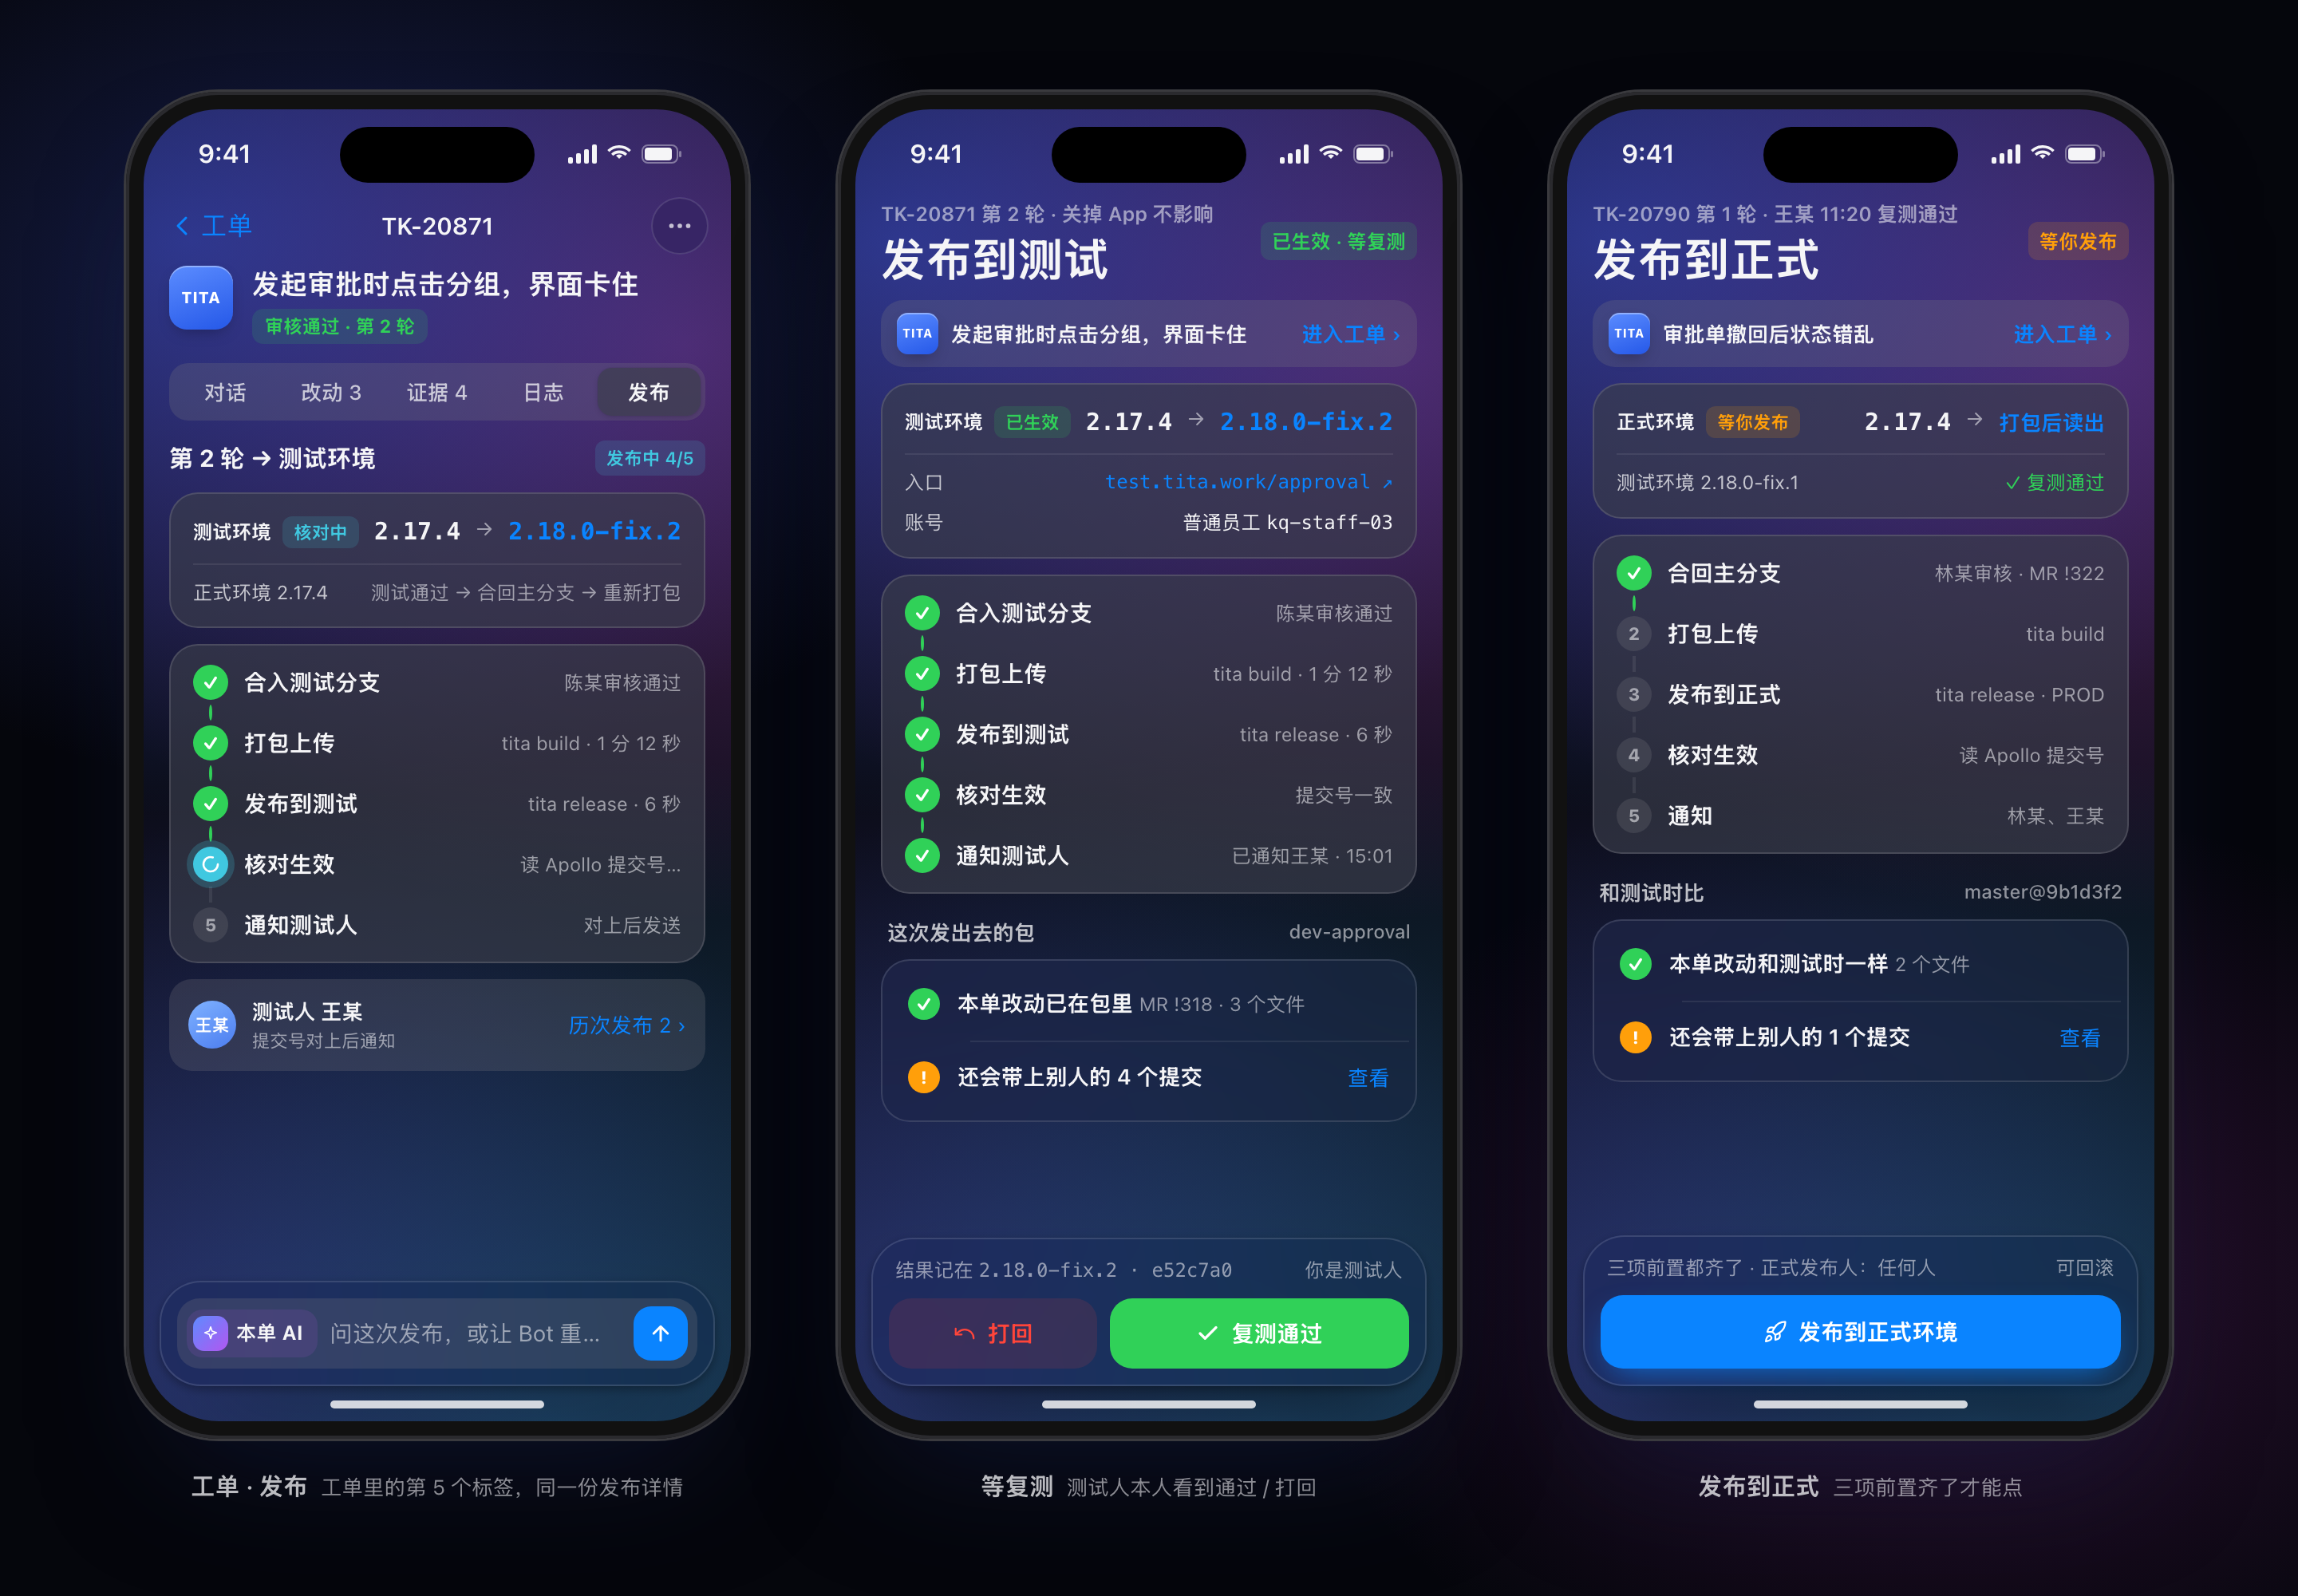 9:41
工单
TK-20871
TITA
发起审批时点击分组，界面卡住
审核通过 · 第 2 轮
对话 改动 3 证据 4 日志 发布
第 2 轮 → 测试环境 发布中 4/5
测试环境 核对中 2.17.4 → 2.18.0-fix.2
正式环境 2.17.4 测试通过 → 合回主分支 → 重新打包
合入测试分支 陈某审核通过
打包上传 tita build · 1 分 12 秒
发布到测试 tita release · 6 秒
核对生效 读 Apollo 提交号...
5 通知测试人 对上后发送
王某 测试人 王某
提交号对上后通知
历次发布 2 ›
本单 AI 问这次发布，或让 Bot 重...
工单 · 发布 工单里的第 5 个标签，同一份发布详情
9:41
TK-20871 第 2 轮 · 关掉 App 不影响
发布到测试
已生效 · 等复测
TITA 发起审批时点击分组，界面卡住 进入工单 ›
测试环境 已生效 2.17.4 → 2.18.0-fix.2
入口 test.tita.work/approval ↗
账号 普通员工 kq-staff-03
合入测试分支 陈某审核通过
打包上传 tita build · 1 分 12 秒
发布到测试 tita release · 6 秒
核对生效 提交号一致
通知测试人 已通知王某 · 15:01
这次发出去的包 dev-approval
本单改动已在包里 MR !318 · 3 个文件
还会带上别人的 4 个提交 查看
结果记在 2.18.0-fix.2 · e52c7a0 你是测试人
打回 复测通过
等复测 测试人本人看到通过 / 打回
9:41
TK-20790 第 1 轮 · 王某 11:20 复测通过
发布到正式
等你发布
TITA 审批单撤回后状态错乱 进入工单 ›
正式环境 等你发布 2.17.4 → 打包后读出
测试环境 2.18.0-fix.1 ✓ 复测通过
合回主分支 林某审核 · MR !322
2 打包上传 tita build
3 发布到正式 tita release · PROD
4 核对生效 读 Apollo 提交号
5 通知 林某、王某
和测试时比 master@9b1d3f2
本单改动和测试时一样 2 个文件
还会带上别人的 1 个提交 查看
三项前置都齐了 · 正式发布人：任何人 可回滚
发布到正式环境
发布到正式 三项前置齐了才能点